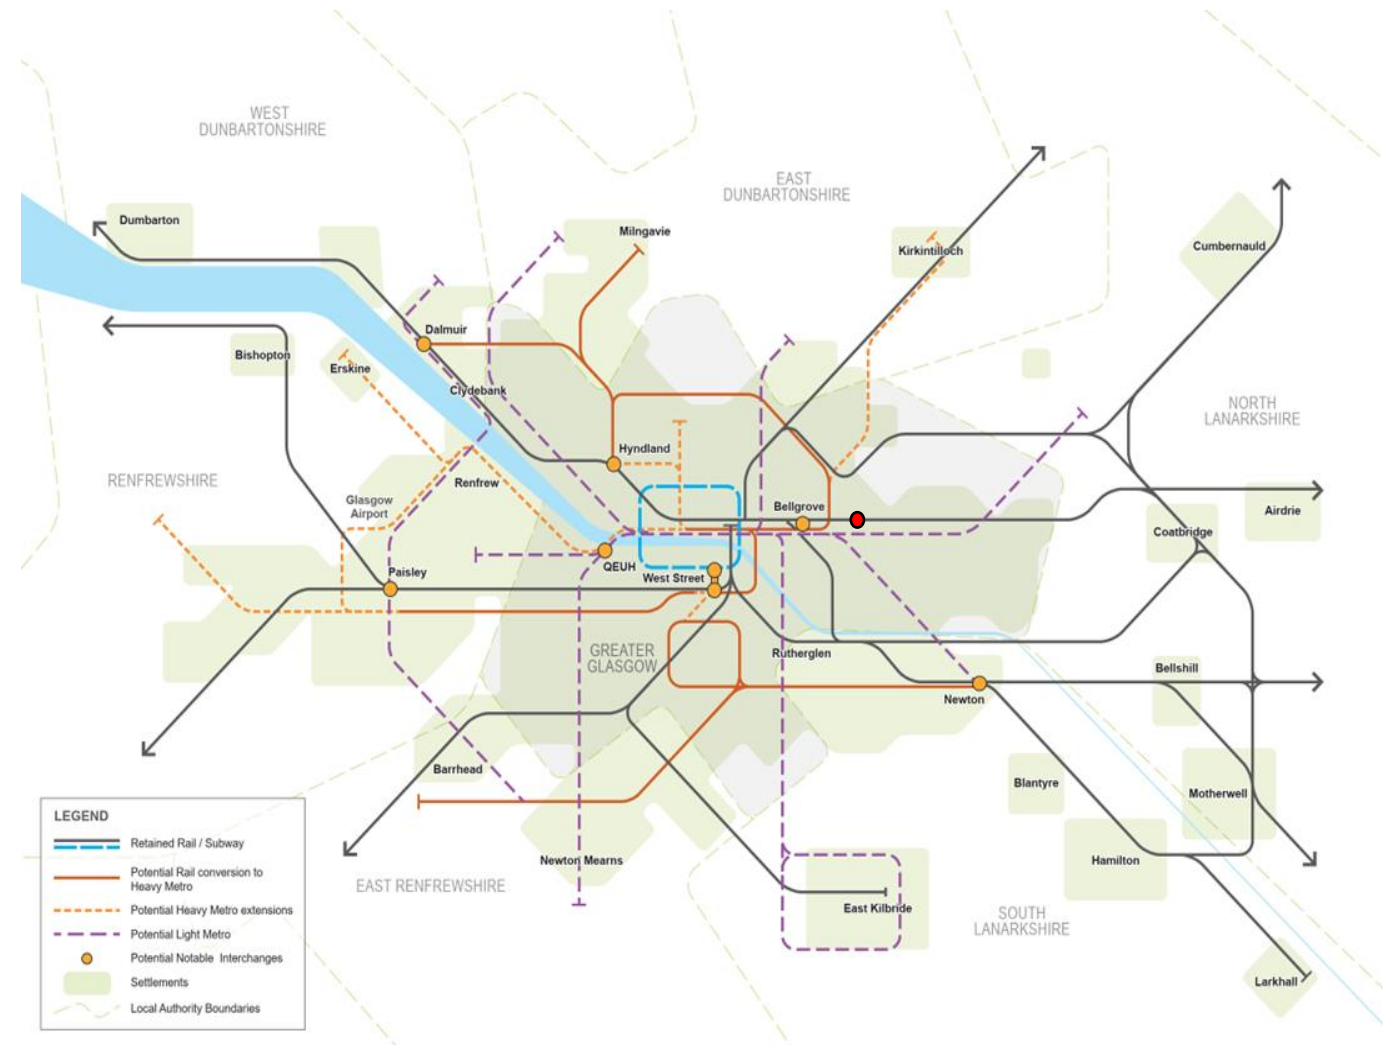 WEST
DUNBARTONSHIRE
EAST
DUNBARTONSHIRE
Dumbarton
Milngavie
Kirkintilloch
Cumbernauld
Dalmuir
Bishopton
Erskine
Clydebank
NORTH
LANARKSHIRE
Hyndland
RENFREWSHIRE
Renfrew
Glasgow
Airport
Bellgrove
Airdrie
Coatbridge
QEUH
Paisley
West Street
GREATER
GLASGOW
Rutherglen
Bellshill
Newton
Barrhead
Blantyre
Motherwell
Newton Mearns
Hamilton
EAST RENFREWSHIRE
East Kilbride
SOUTH
LANARKSHIRE
Larkhall
LEGEND
Retained Rail / Subway
Potential Rail conversion to
Heavy Metro
Potential Heavy Metro extensions
Potential Light Metro
Potential Notable Interchanges
Settlements
Local Authority Boundaries